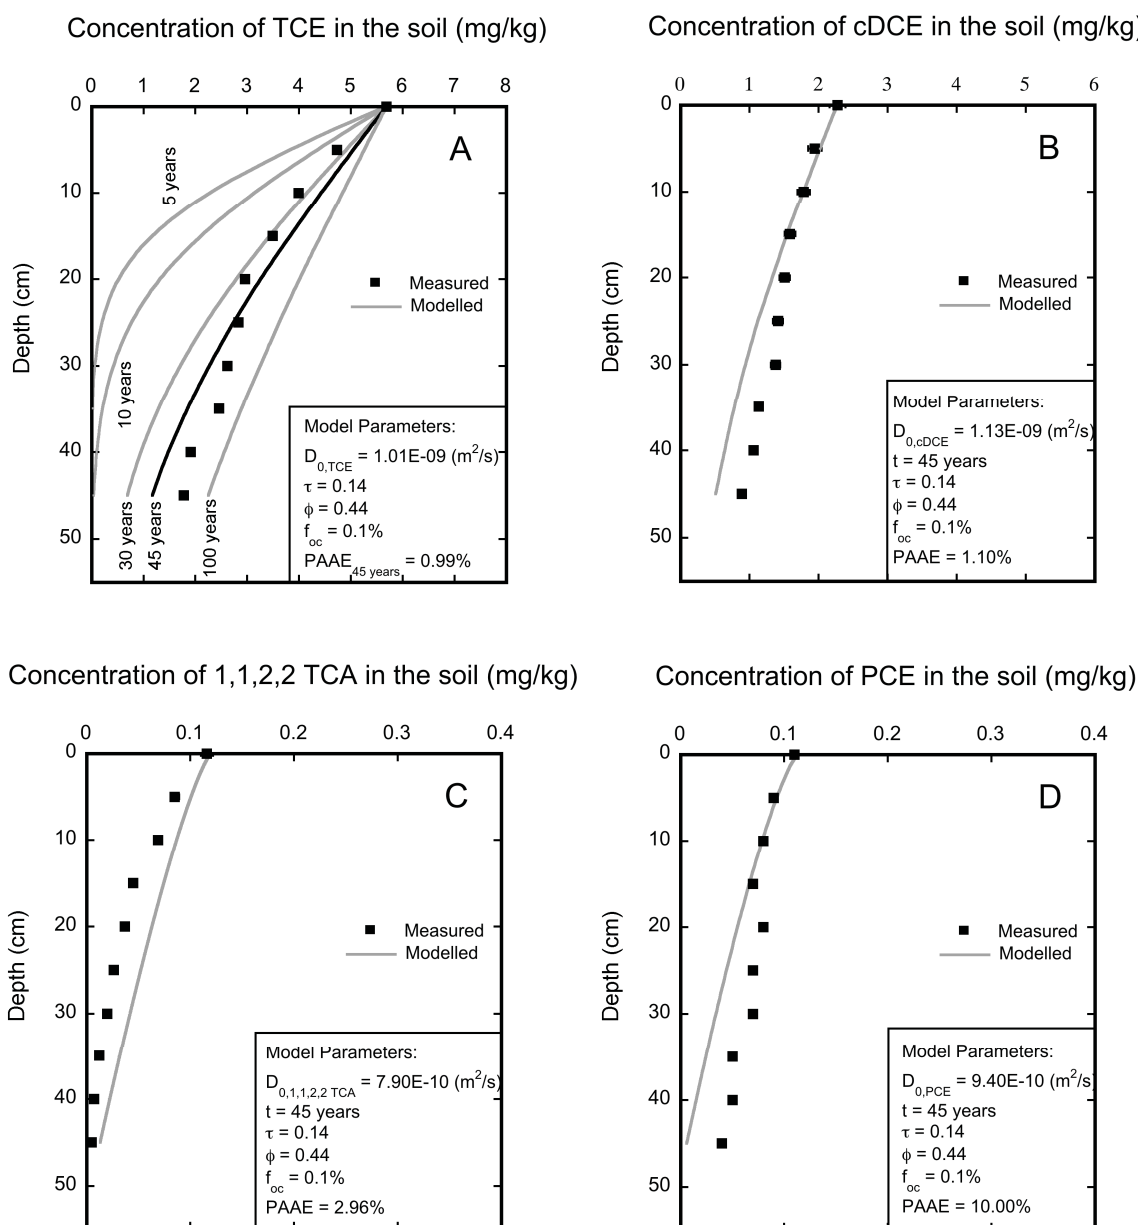 Concentration of TCE in the soil (mg/kg)
0 1 2 3 4 5 6 7 8
0
10
20
30
40
50
Depth (cm)
A
5 years
10 years
30 years
45 years
100 years
Measured
Modelled
Model Parameters:
D0,TCE = 1.01E-09 (m2/s)
τ = 0.14
ϕ = 0.44
foc = 0.1%
PAAE45 years = 0.99%
Concentration of cDCE in the soil (mg/kg)
0 1 2 3 4 5 6
0
10
20
30
40
50
Depth (cm)
B
Measured
Modelled
Model Parameters:
D0,cDCE = 1.13E-09 (m2/s)
t = 45 years
τ = 0.14
ϕ = 0.44
foc = 0.1%
PAAE = 1.10%
Concentration of 1,1,2,2 TCA in the soil (mg/kg)
0 0.1 0.2 0.3 0.4
0
10
20
30
40
50
Depth (cm)
C
Measured
Modelled
Model Parameters:
D0,1,1,2,2 TCA = 7.90E-10 (m2/s)
t = 45 years
τ = 0.14
ϕ = 0.44
foc = 0.1%
PAAE = 2.96%
Concentration of PCE in the soil (mg/kg)
0 0.1 0.2 0.3 0.4
0
10
20
30
40
50
Depth (cm)
D
Measured
Modelled
Model Parameters:
D0,PCE = 9.40E-10 (m2/s)
t = 45 years
τ = 0.14
ϕ = 0.44
foc = 0.1%
PAAE = 10.00%